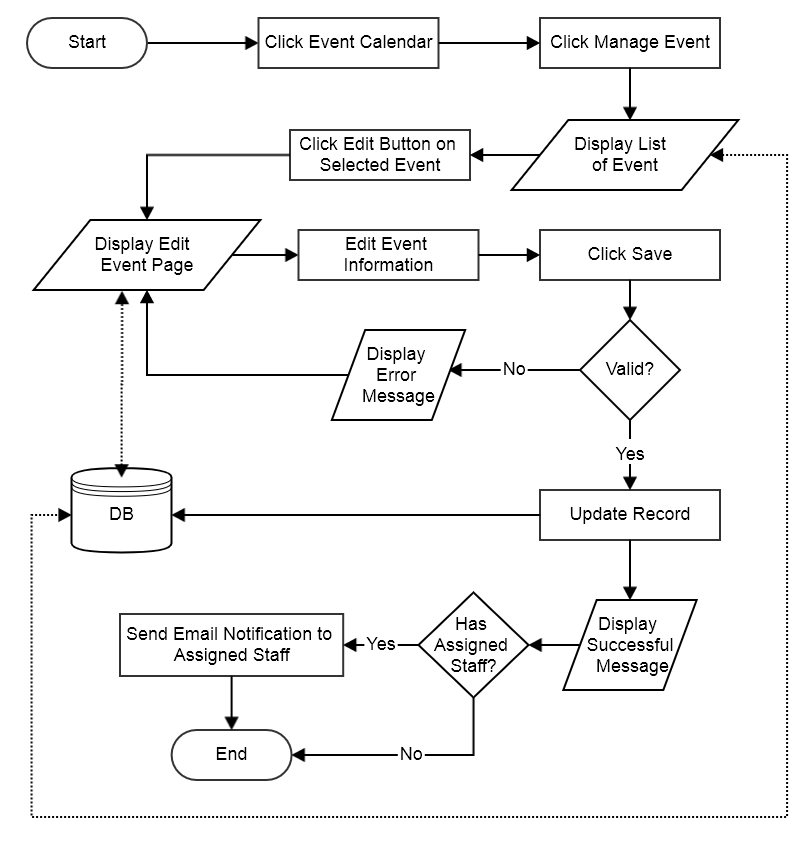 Start
Click Event Calendar
Click Manage Event
Display List
of Event
Click Edit Button on
Selected Event
Display Edit
Event Page
Edit Event
Information
Click Save
Valid?
No
Display
Error
Message
Yes
DB
Update Record
Display
Successful
Message
Has
Assigned
Staff?
Yes
Send Email Notification to
Assigned Staff
No
End